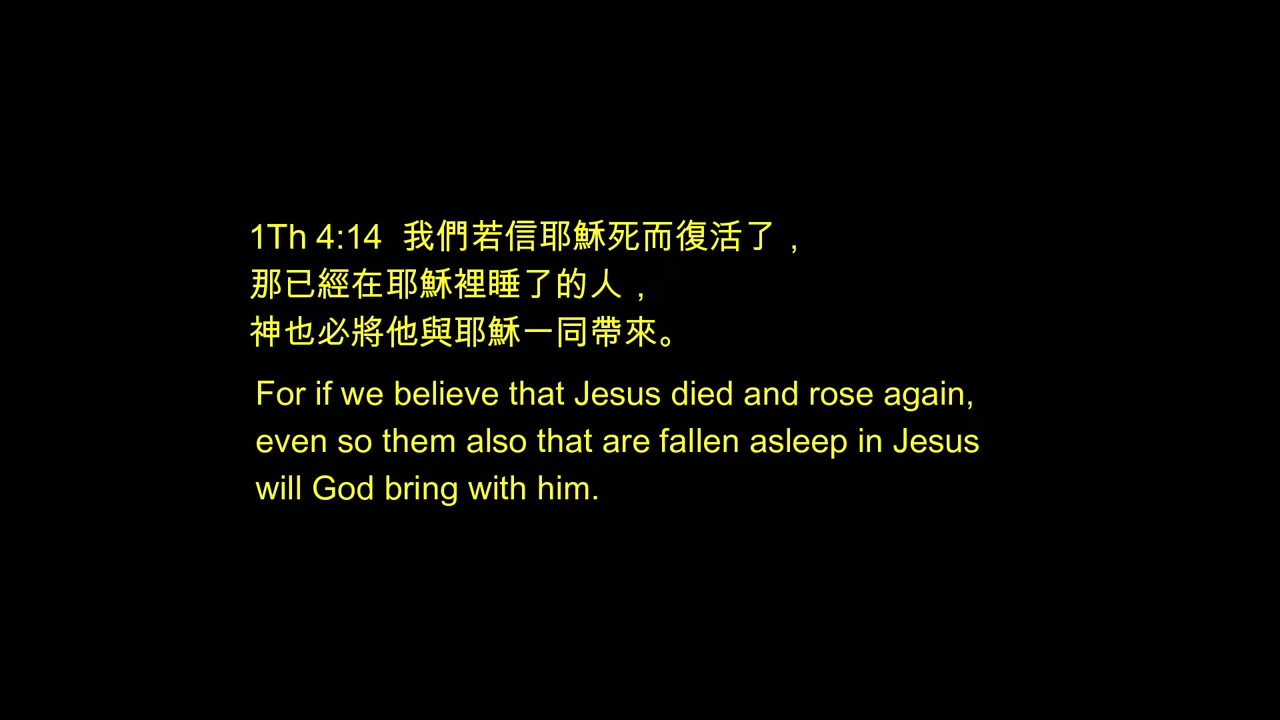 1Th 4:14 我們若信耶穌死而復活了，
那已經在耶穌裡睡了的人，
神也必將他與耶穌一同帶來。
For if we believe that Jesus died and rose again,
even so them also that are fallen asleep in Jesus
will God bring with him.